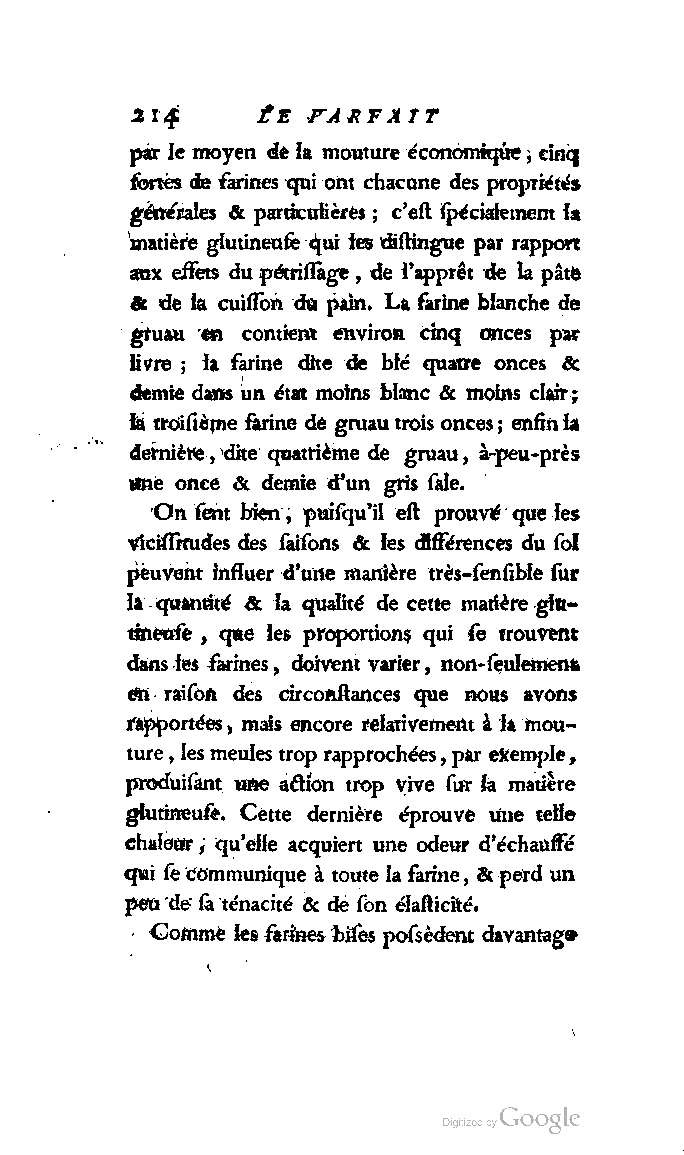 214 LE PARFAIT
par le moyen de la mouture économique ; cinq
ſortes de farines qui ont chacune des propriétés
générales & particulières ; c'eſt ſpécialement la
matière glutineuſe qui les diſtingue par rapport
aux effets du pétriſſage , de l'apprêt de la pâte
& de la cuiſſon du pain. La farine blanche de
gruau en contient environ cinq onces par
livre ; la farine dite de blé quatre onces &
demie dans un état moins blanc & moins clair ;
la troiſième farine de gruau trois onces ; enfin la
dernière , dite quatrième de gruau , à-peu-près
une once & demie d'un gris ſale.
On ſent bien , puiſqu'il eſt prouvé que les
viciſſitudes des ſaiſons & les différences du ſol
peuvent influer d'une manière très-ſenſible ſur
la quantité & la qualité de cette matière glu-
tineuſe , que les proportions qui ſe trouvent
dans les farines , doivent varier , non-ſeulement
en raiſon des circonſtances que nous avons
rapportées , mais encore relativement à la mou-
ture , les meules trop rapprochées , par exemple ,
produiſant une action trop vive ſur la matière
glutineuſe. Cette dernière éprouve une telle
chaleur ; qu'elle acquiert une odeur d'échauffé
qui ſe communique à toute la farine , & perd un
peu de ſa ténacité & de ſon élaſticité.
Comme les farines biſes poſsèdent davantage
Digitized by Google